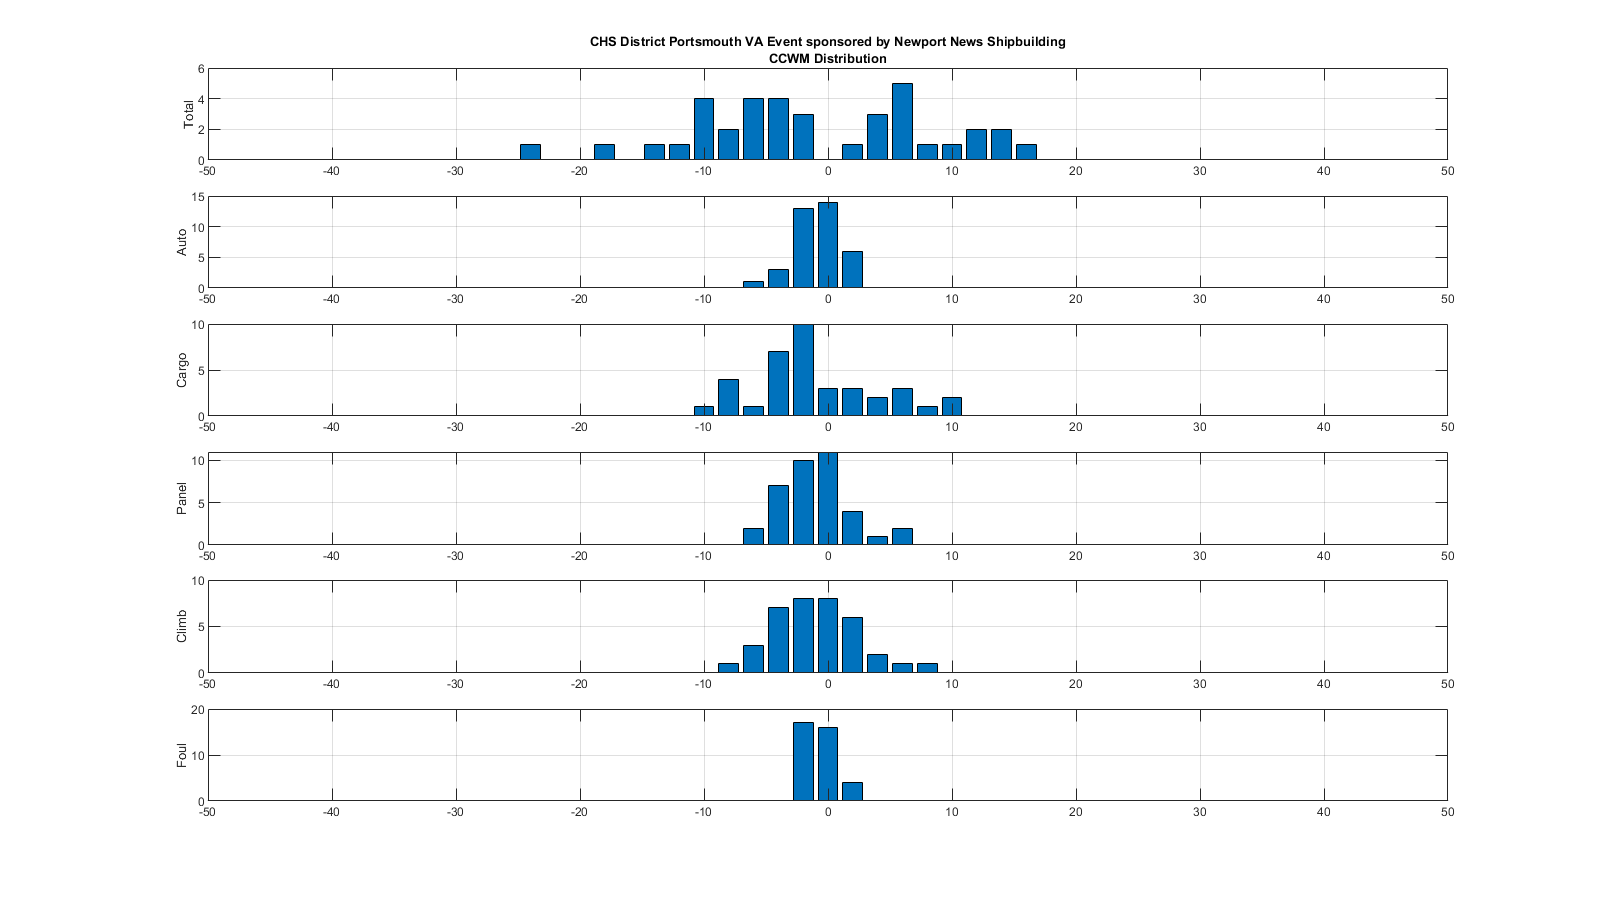 CHS District Portsmouth VA Event sponsored by Newport News Shipbuilding
CCWM Distribution
Total
6
4
2
0
-50 -40 -30 -20 -10 0 10 20 30 40 50
Auto
15
10
5
0
-50 -40 -30 -20 -10 0 10 20 30 40 50
Cargo
10
5
0
-50 -40 -30 -20 -10 0 10 20 30 40 50
Panel
10
5
0
-50 -40 -30 -20 -10 0 10 20 30 40 50
Climb
10
5
0
-50 -40 -30 -20 -10 0 10 20 30 40 50
Foul
20
10
0
-50 -40 -30 -20 -10 0 10 20 30 40 50